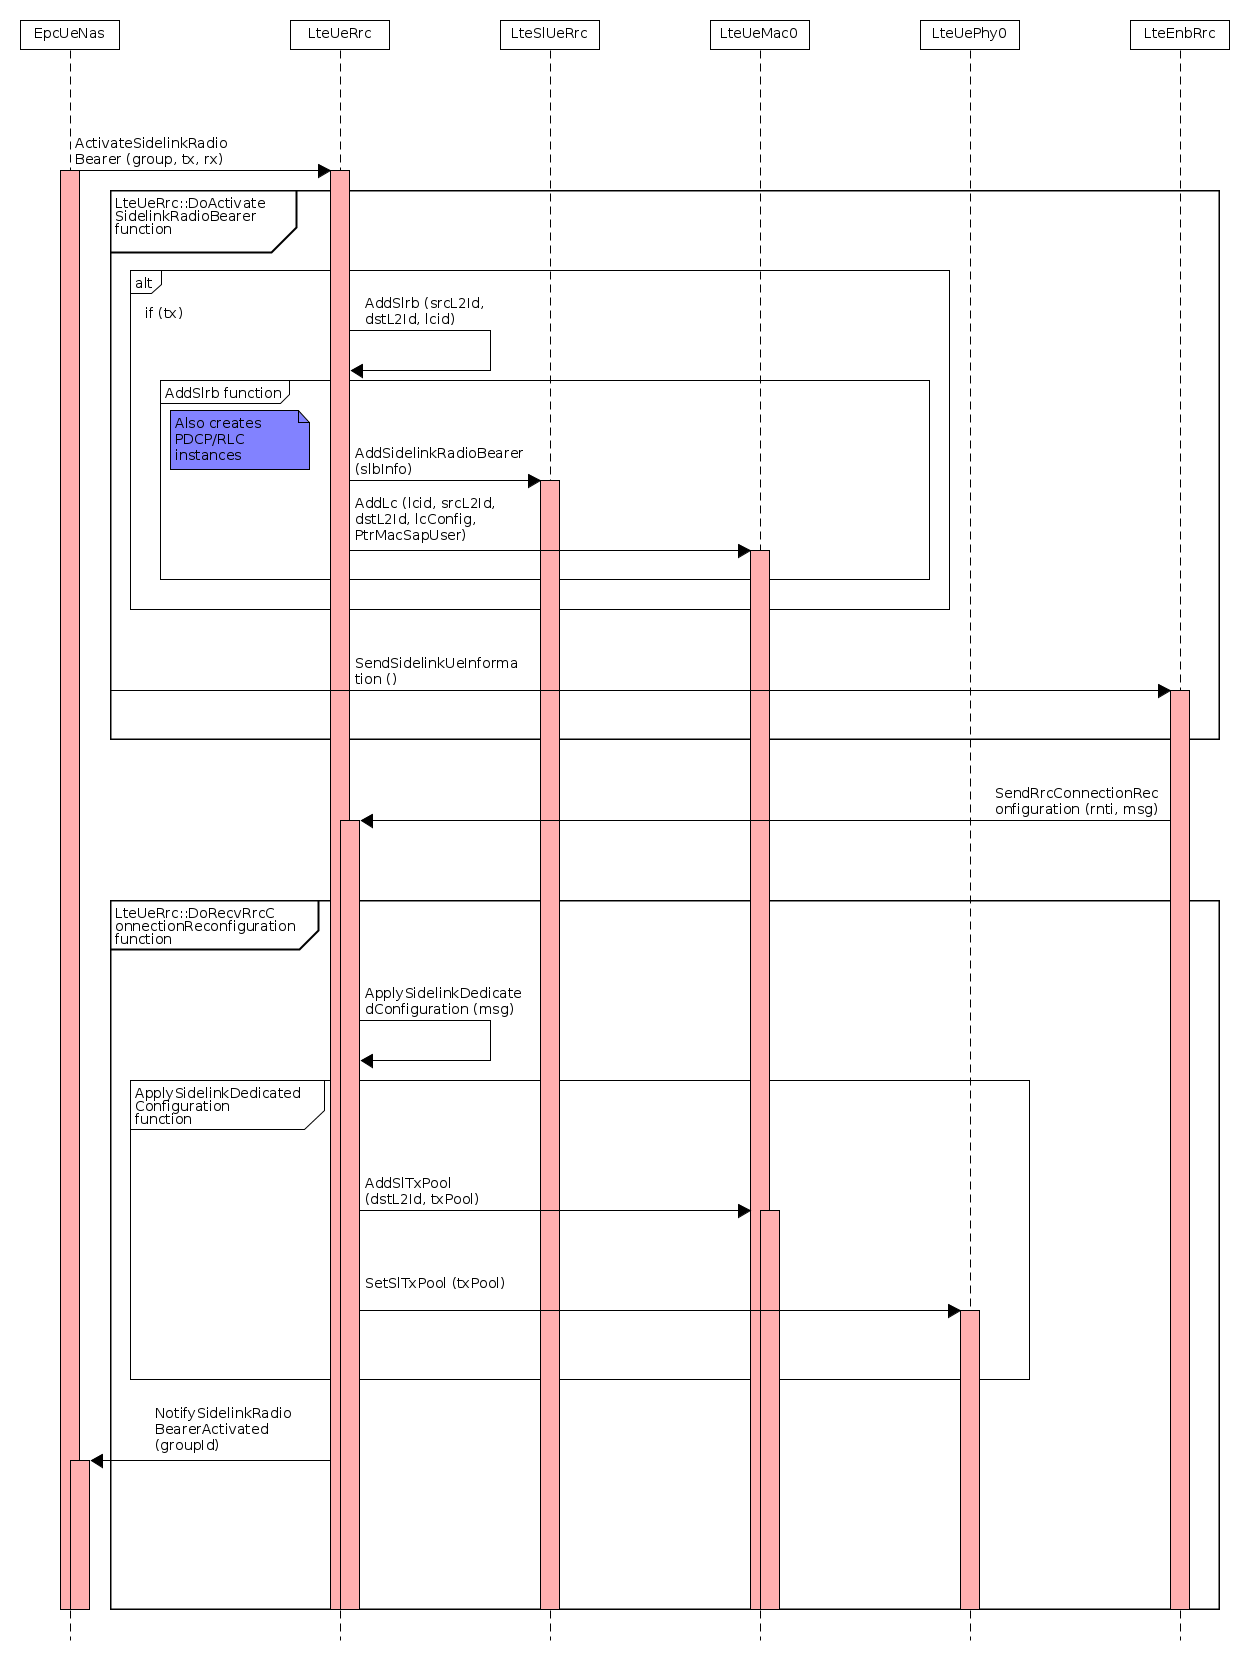 EpcUeNas
LteUeRrc
LteSlUeRrc
LteUeMac0
LteUePhy0
LteEnbRrc
ActivateSidelinkRadio
Bearer (group, tx, rx)
LteUeRrc::DoActivate
SidelinkRadioBearer
function
alt
if (tx)
AddSlrb (srcL2Id,
dstL2Id, lcid)
AddSlrb function
Also creates
PDCP/RLC
instances
AddSidelinkRadioBearer
(slbInfo)
AddLc (lcid, srcL2Id,
dstL2Id, lcConfig,
PtrMacSapUser)
SendSidelinkUeInforma
tion ()
SendRrcConnectionRec
onfiguration (rnti, msg)
LteUeRrc::DoRecvRrcC
onnectionReconfiguration
function
ApplySidelinkDedicate
dConfiguration (msg)
ApplySidelinkDedicated
Configuration
function
AddSlTxPool
(dstL2Id, txPool)
SetSlTxPool (txPool)
NotifySidelinkRadio
BearerActivated
(groupId)